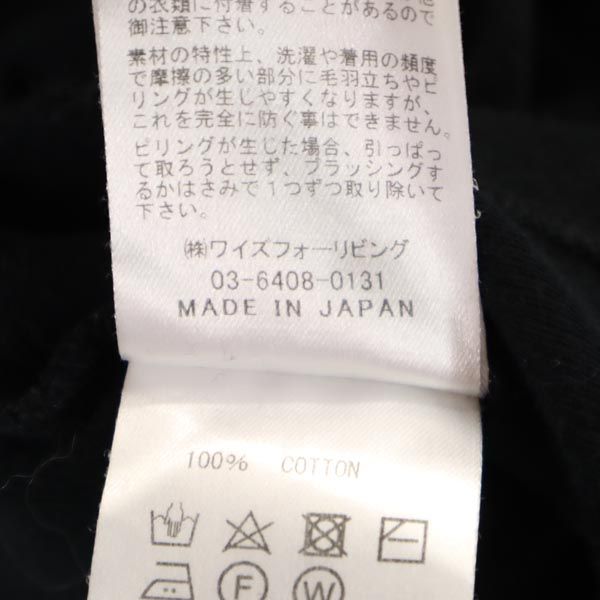 の衣類に付着することがあるので
御注意下さい。
素材の特性上、洗濯や着用の頻度
で摩擦の多い部分に毛羽立ちやピ
リングが生じやすくなりますが、
これを完全に防ぐ事はできません。
ピリングが生じた場合、引っぱっ
て取ろうとせず、ブラッシングす
るかはさみで1つずつ取り除いて
下さい。
㈱ワイズフォーリビング
03-6408-0131
MADE IN JAPAN
100% COTTON
F W